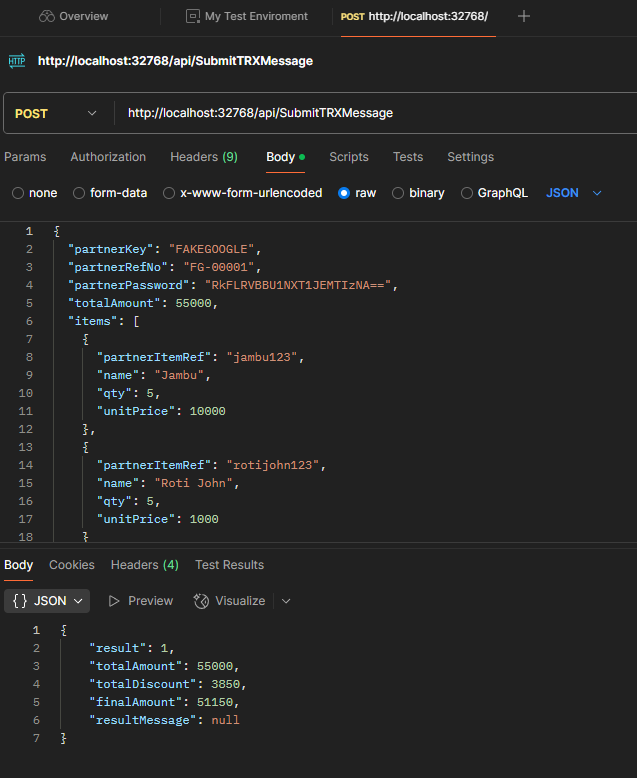 Overview My Test Enviroment POST http://localhost:32768/
HTTP http://localhost:32768/api/SubmitTRXMessage
POST http://localhost:32768/api/SubmitTRXMessage
Params Authorization Headers (9) Body Scripts Tests Settings
none form-data x-www-form-urlencoded raw binary GraphQL JSON
1 {
2 "partnerKey": "FAKEGOOGLE",
3 "partnerRefNo": "FG-00001",
4 "partnerPassword": "RkFLRVBBU1NXT1JEMTIzNA==",
5 "totalAmount": 55000,
6 "items": [
7 {
8 "partnerItemRef": "jambu123",
9 "name": "Jambu",
10 "qty": 5,
11 "unitPrice": 10000
12 },
13 {
14 "partnerItemRef": "rotijohn123",
15 "name": "Roti John",
16 "qty": 5,
17 "unitPrice": 1000
18 }
Body Cookies Headers (4) Test Results
{} JSON Preview Visualize
1 {
2 "result": 1,
3 "totalAmount": 55000,
4 "totalDiscount": 3850,
5 "finalAmount": 51150,
6 "resultMessage": null
7 }